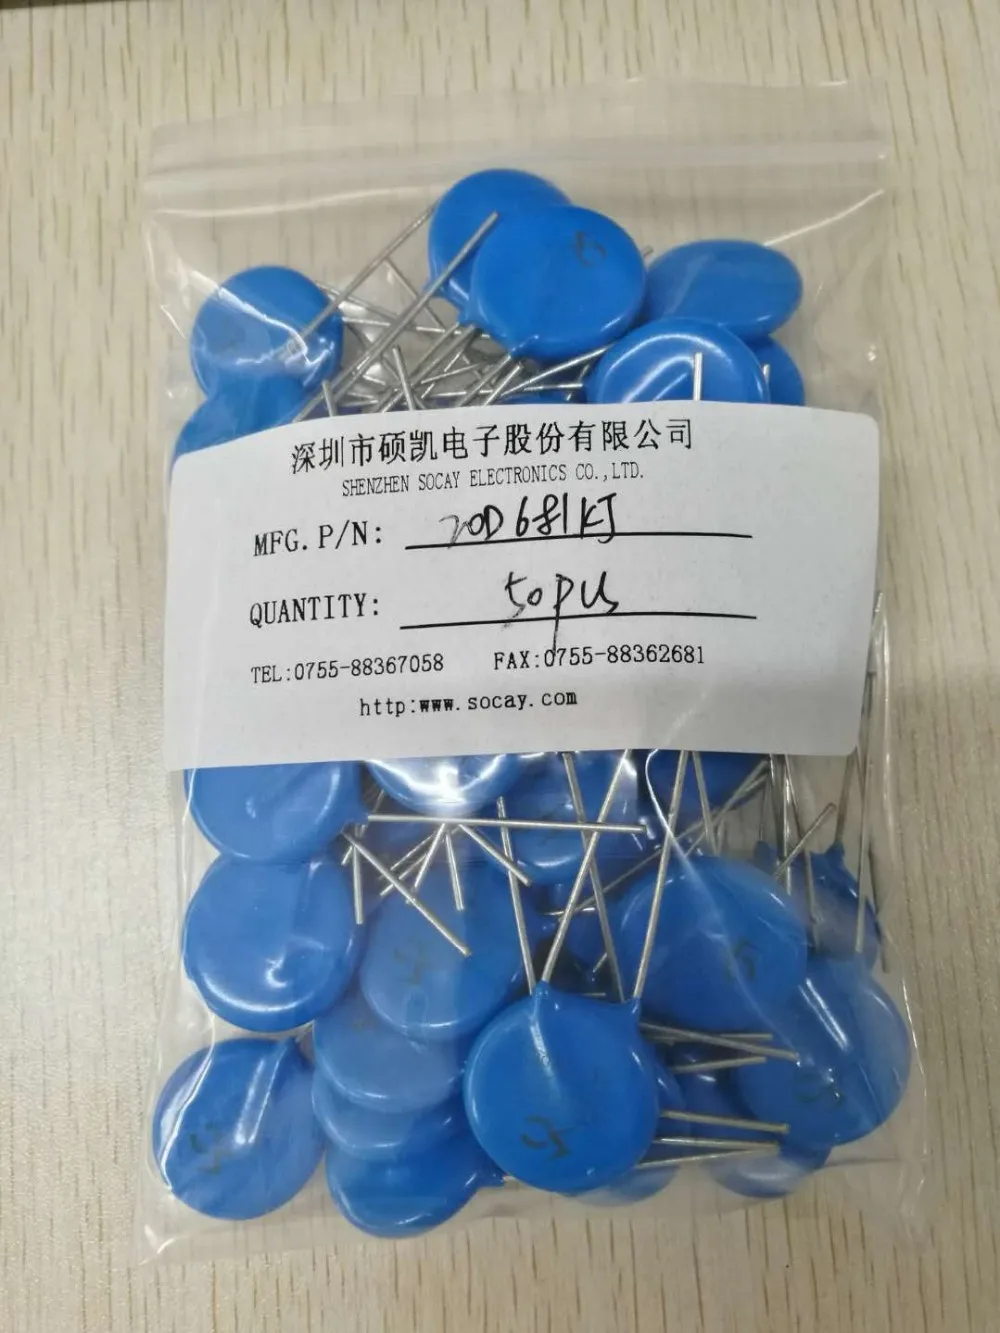 深圳市硕凯电子股份有限公司
SHENZHEN SOCAY ELECTRONICS CO.,LTD.
MFG.P/N: 20D681KJ
QUANTITY: 50pcs
TEL:0755-88367058 FAX:0755-88362681
http:www.socay.com